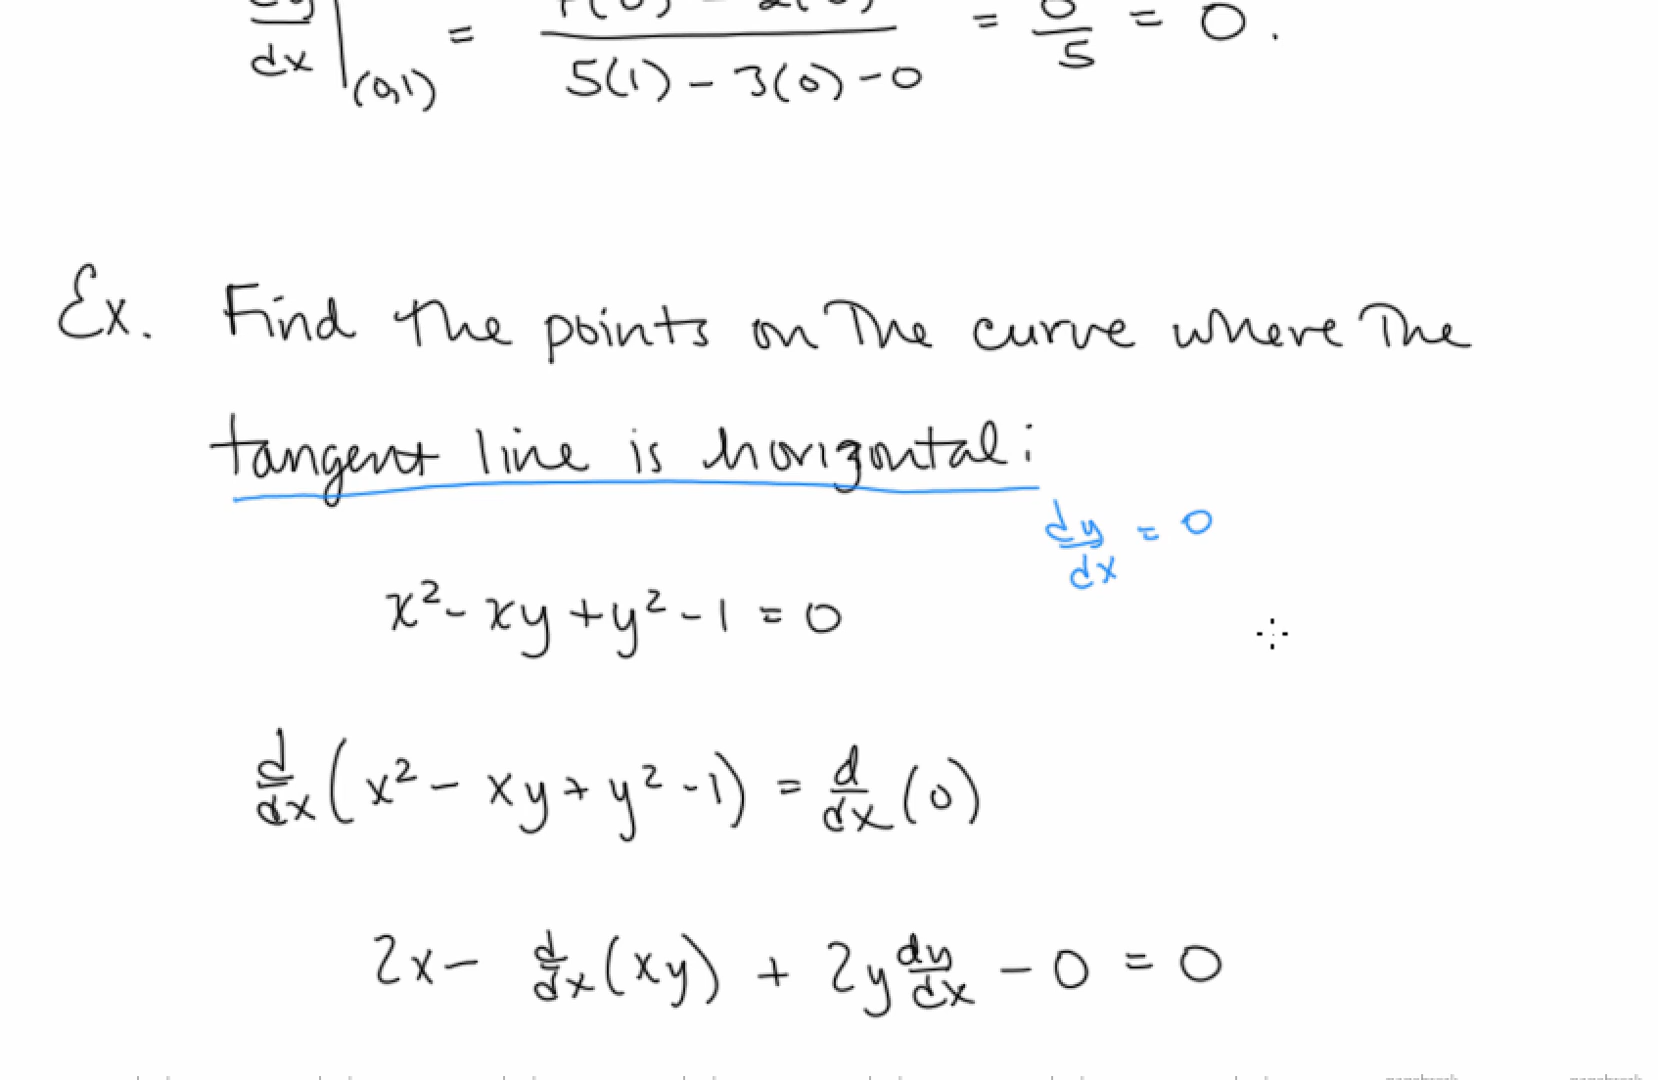 dy/dx|(0,1) = / 5(1) - 3(0) - 0 = 0/5 = 0.
Ex. Find the points on the curve where the
tangent line is horizontal:
dy/dx = 0
x² - xy + y² - 1 = 0
d/dx (x² - xy + y² - 1) = d/dx (0)
2x - d/dx (xy) + 2y dy/dx - 0 = 0